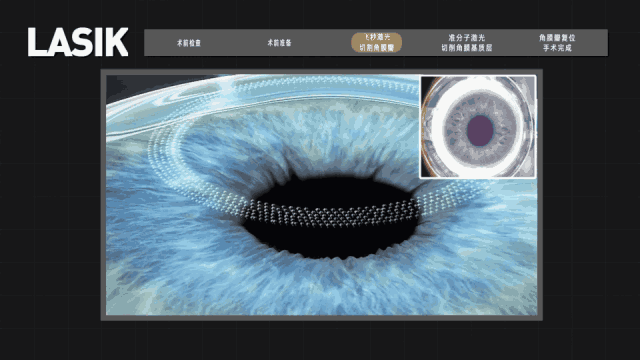 LASIK
术前检查
术前准备
飞秒激光
切削角膜瓣
准分子激光
切削角膜基质层
角膜瓣复位
手术完成